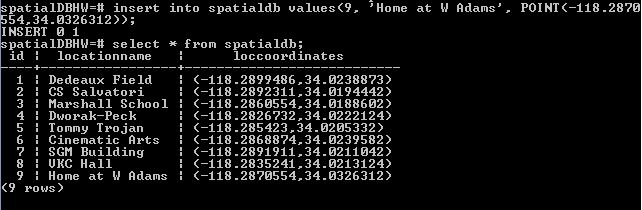 spatialDBHW=# insert into spatialdb values(9, 'Home at W Adams', POINT(-118.2870
554,34.0326312));
INSERT 0 1
spatialDBHW=# select * from spatialdb;
 id | locationname | loccoordinates
----+-----------------+--------------------------
  1 | Dedeaux Field | (-118.2899486,34.0238873)
  2 | CS Salvatori | (-118.2892311,34.0194442)
  3 | Marshall School | (-118.2860554,34.0188602)
  4 | Dworak-Peck | (-118.2826732,34.0222124)
  5 | Tommy Trojan | (-118.285423,34.0205332)
  6 | Cinematic Arts | (-118.2868874,34.0239582)
  7 | SGM Building | (-118.2891911,34.0211042)
  8 | VKC Hall | (-118.2835241,34.0213124)
  9 | Home at W Adams | (-118.2870554,34.0326312)
(9 rows)